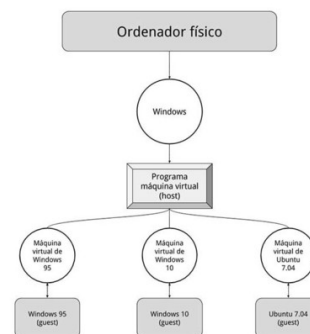 Ordenador físico
Windows
Programa
máquina virtual
(host)
Máquina
virtual de
Windows
95
Máquina
virtual de
Windows
10
Máquina
virtual de
Ubuntu
7.04
Windows 95
(guest)
Windows 10
(guest)
Ubuntu 7.04
(guest)